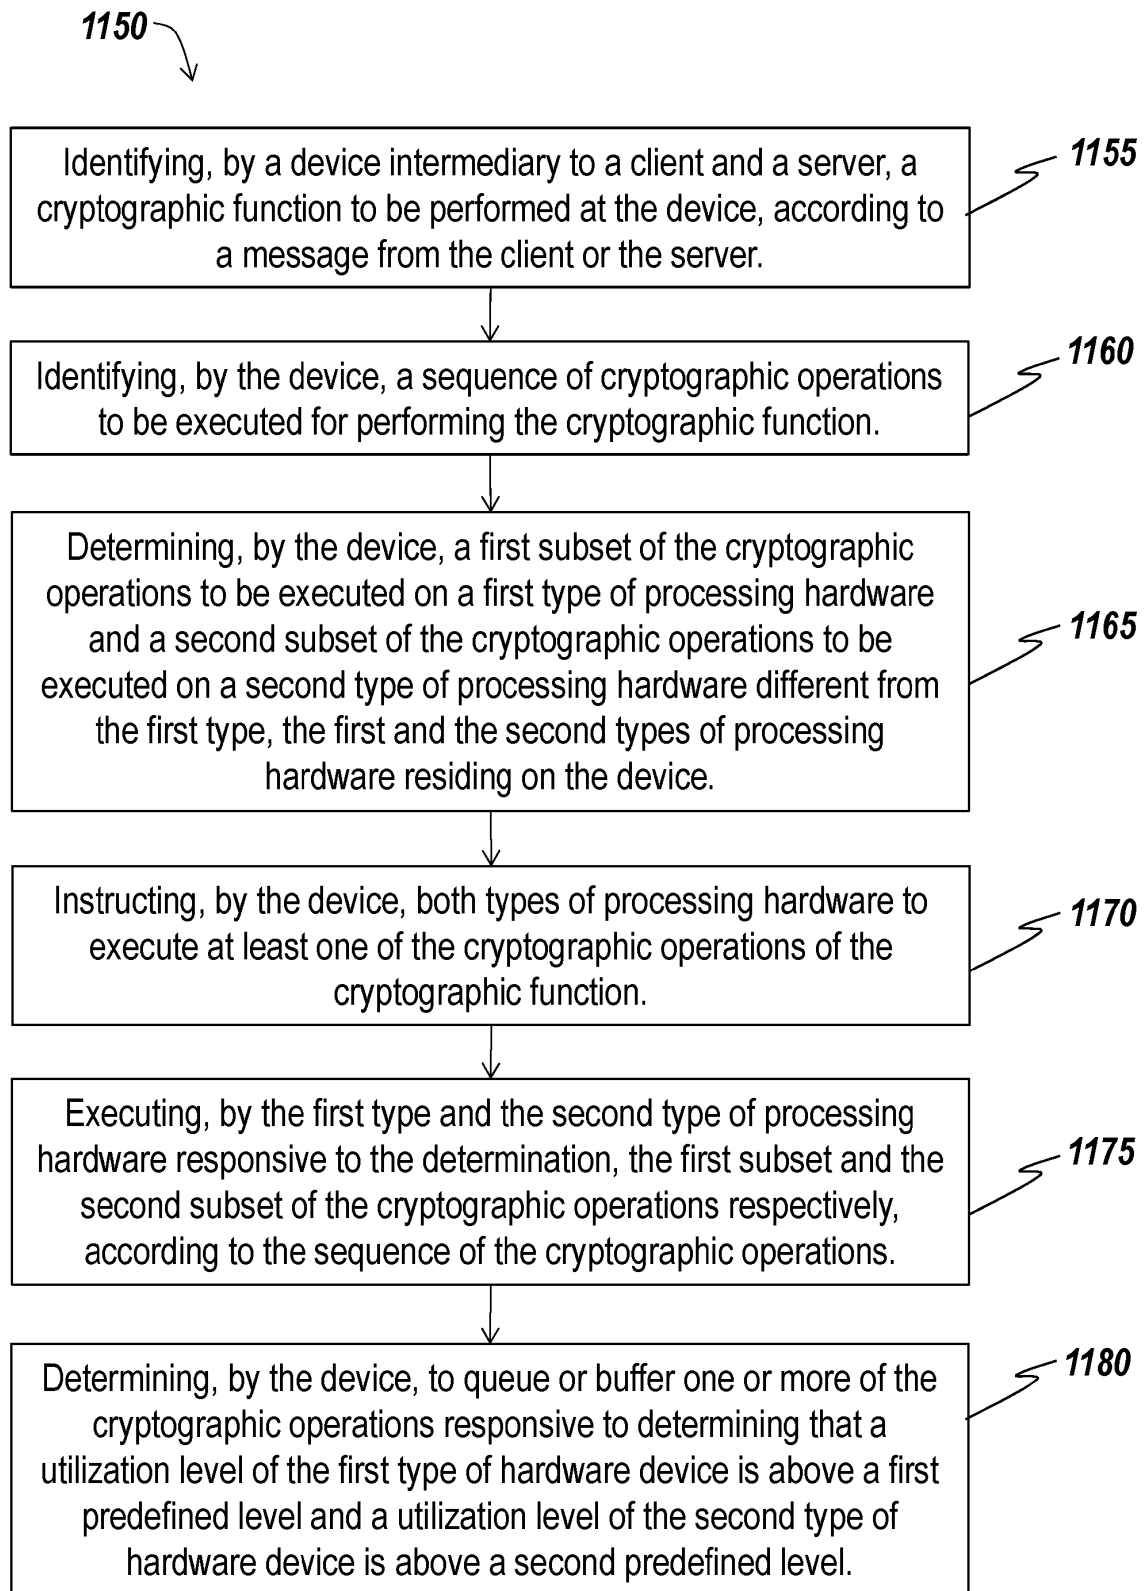 1150
Identifying, by a device intermediary to a client and a server, a
cryptographic function to be performed at the device, according to
a message from the client or the server.
1155
Identifying, by the device, a sequence of cryptographic operations
to be executed for performing the cryptographic function.
1160
Determining, by the device, a first subset of the cryptographic
operations to be executed on a first type of processing hardware
and a second subset of the cryptographic operations to be
executed on a second type of processing hardware different from
the first type, the first and the second types of processing
hardware residing on the device.
1165
Instructing, by the device, both types of processing hardware to
execute at least one of the cryptographic operations of the
cryptographic function.
1170
Executing, by the first type and the second type of processing
hardware responsive to the determination, the first subset and the
second subset of the cryptographic operations respectively,
according to the sequence of the cryptographic operations.
1175
Determining, by the device, to queue or buffer one or more of the
cryptographic operations responsive to determining that a
utilization level of the first type of hardware device is above a first
predefined level and a utilization level of the second type of
hardware device is above a second predefined level.
1180